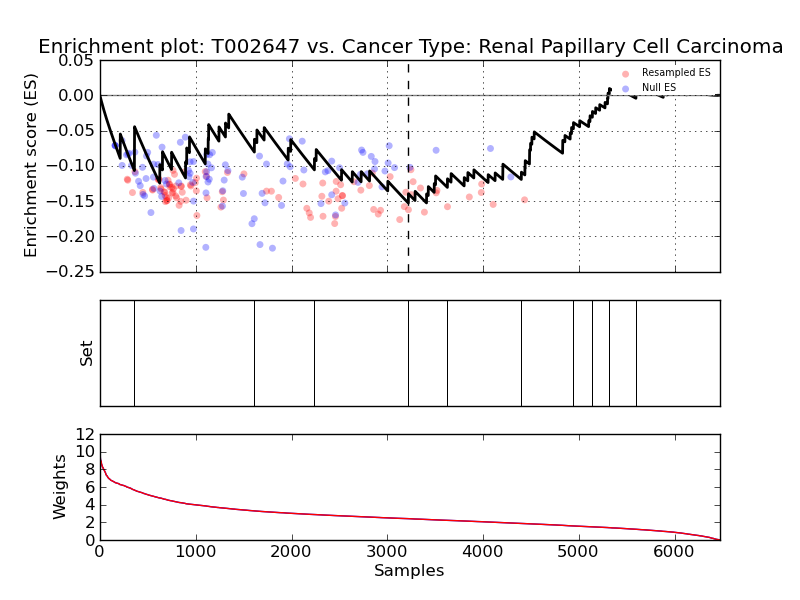 Enrichment plot: T002647 vs. Cancer Type: Renal Papillary Cell Carcinoma
Enrichment score (ES)
0.05
0.00
−0.05
−0.10
−0.15
−0.20
−0.25
Resampled ES
Null ES
Set
Weights
12
10
8
6
4
2
0
0 1000 2000 3000 4000 5000 6000
Samples